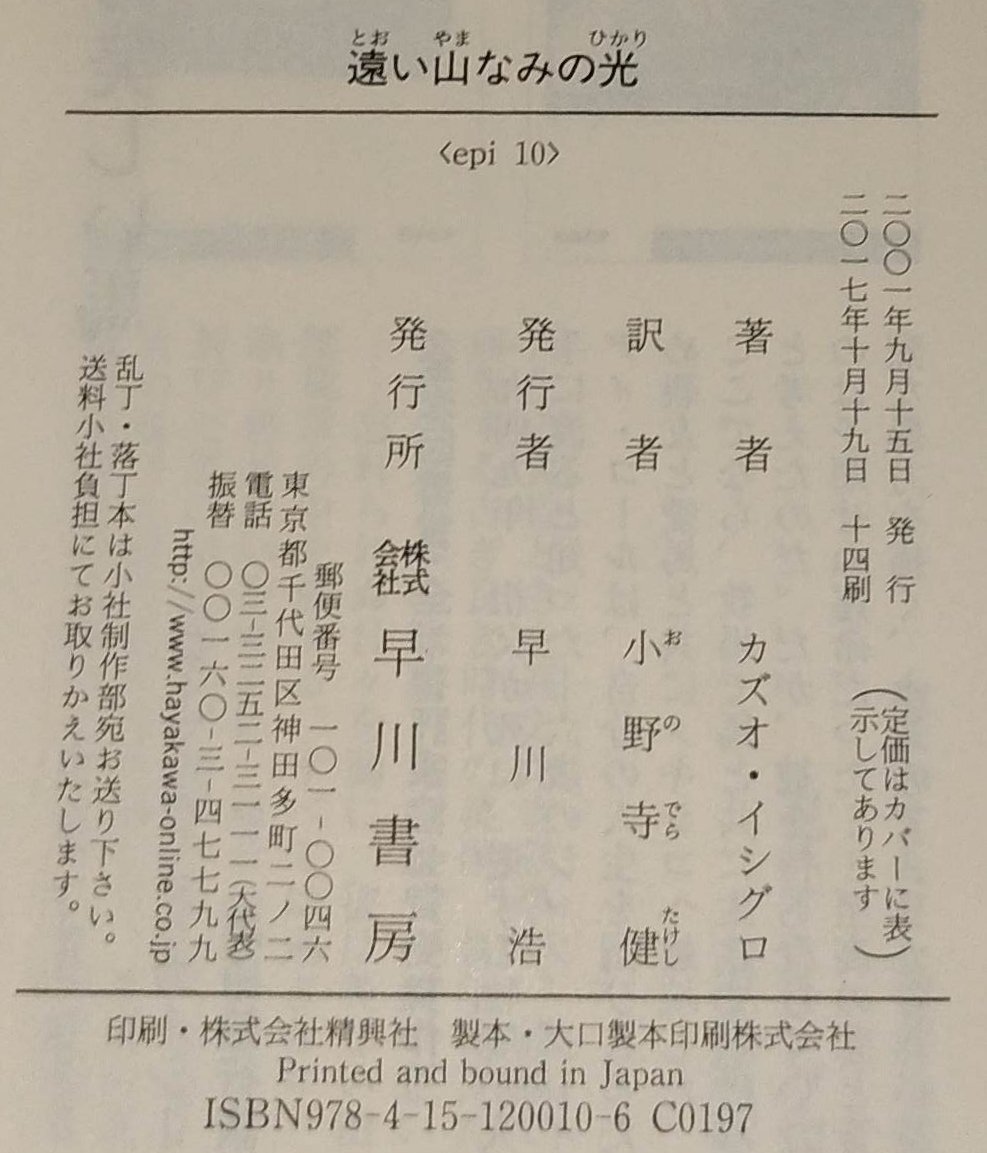 遠い山なみの光
とお やま ひかり
〈epi 10〉
二〇〇一年九月十五日 発行
二〇一七年十月十九日 十四刷
(定価はカバーに表
示してあります)
著者 カズオ・イシグロ
訳者 小野寺健
お の でら たけし
発行者 早川浩
発行所 株式会社 早川書房
郵便番号 一〇一-〇〇四六
東京都千代田区神田多町二ノ二
電話 〇三-三二五二-三一一一(大代表)
振替 〇〇一六〇-三-四七七九九
http://www.hayakawa-online.co.jp
乱丁・落丁本は小社制作部宛お送り下さい。
送料小社負担にてお取りかえいたします。
印刷・株式会社精興社 製本・大口製本印刷株式会社
Printed and bound in Japan
ISBN978-4-15-120010-6 C0197